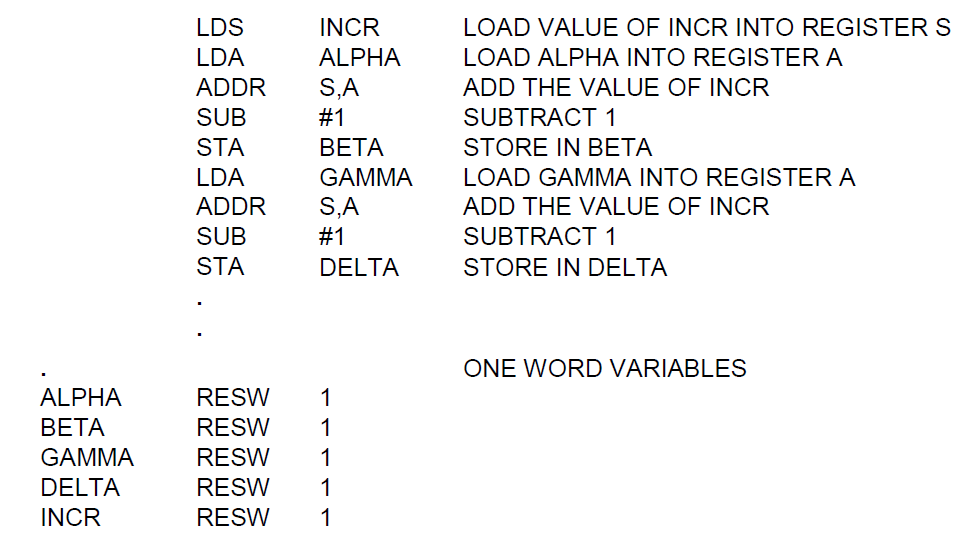 LDS INCR LOAD VALUE OF INCR INTO REGISTER S
LDA ALPHA LOAD ALPHA INTO REGISTER A
ADDR S,A ADD THE VALUE OF INCR
SUB #1 SUBTRACT 1
STA BETA STORE IN BETA
LDA GAMMA LOAD GAMMA INTO REGISTER A
ADDR S,A ADD THE VALUE OF INCR
SUB #1 SUBTRACT 1
STA DELTA STORE IN DELTA
.
.
. ONE WORD VARIABLES
ALPHA RESW 1
BETA RESW 1
GAMMA RESW 1
DELTA RESW 1
INCR RESW 1